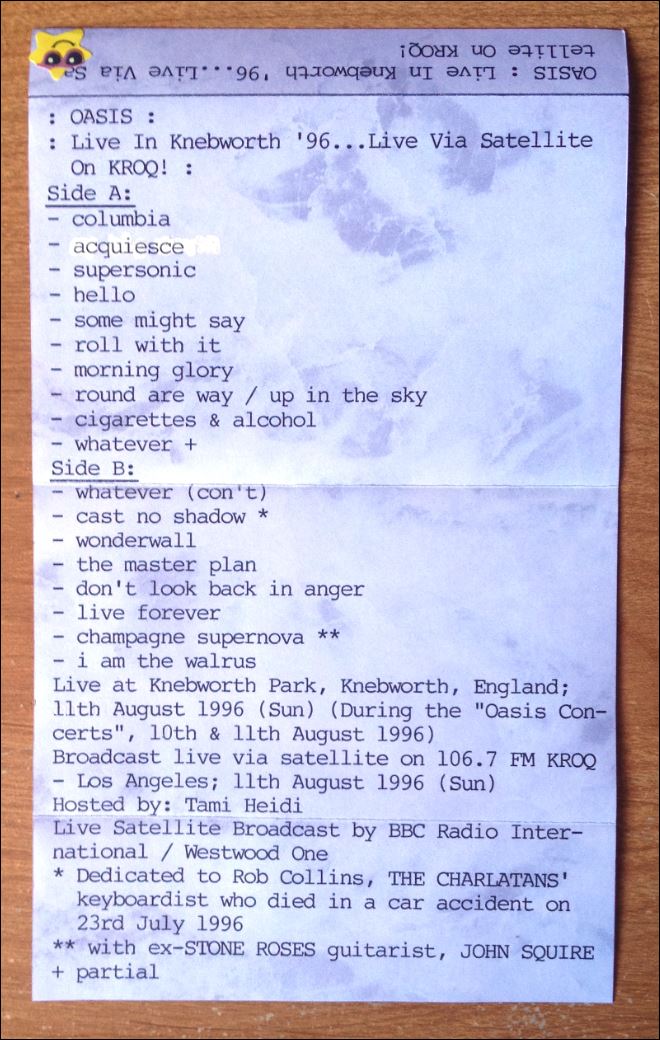 OASIS : Live In Knebworth '96...Live Via Sa
tellite On KROQ!
: OASIS :
: Live In Knebworth '96...Live Via Satellite
On KROQ! :
Side A:
- columbia
- acquiesce
- supersonic
- hello
- some might say
- roll with it
- morning glory
- round are way / up in the sky
- cigarettes & alcohol
- whatever +
Side B:
- whatever (con't)
- cast no shadow *
- wonderwall
- the master plan
- don't look back in anger
- live forever
- champagne supernova **
- i am the walrus
Live at Knebworth Park, Knebworth, England;
11th August 1996 (Sun) (During the "Oasis Con-
certs", 10th & 11th August 1996)
Broadcast live via satellite on 106.7 FM KROQ
- Los Angeles; 11th August 1996 (Sun)
Hosted by: Tami Heidi
Live Satellite Broadcast by BBC Radio Inter-
national / Westwood One
* Dedicated to Rob Collins, THE CHARLATANS'
keyboardist who died in a car accident on
23rd July 1996
** with ex-STONE ROSES guitarist, JOHN SQUIRE
+ partial